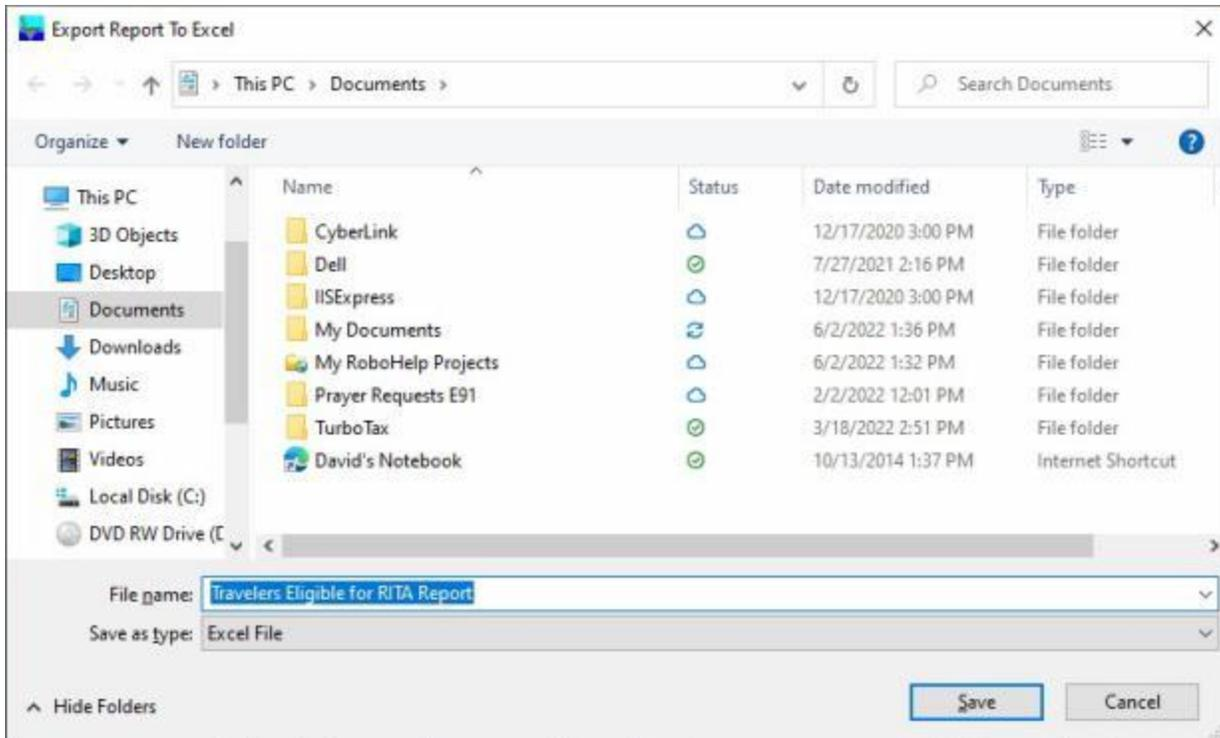 Export Report To Excel
This PC > Documents >
Search Documents
Organize
New folder
This PC
3D Objects
Desktop
Documents
Downloads
Music
Pictures
Videos
Local Disk (C:)
DVD RW Drive (D
Name Status Date modified Type
CyberLink 12/17/2020 3:00 PM File folder
Dell 7/27/2021 2:16 PM File folder
IISExpress 12/17/2020 3:00 PM File folder
My Documents 6/2/2022 1:36 PM File folder
My RoboHelp Projects 6/2/2022 1:32 PM File folder
Prayer Requests E91 2/2/2022 12:01 PM File folder
TurboTax 3/18/2022 2:51 PM File folder
David's Notebook 10/13/2014 1:37 PM Internet Shortcut
File name: Travelers Eligible for RITA Report
Save as type: Excel File
Hide Folders
Save
Cancel